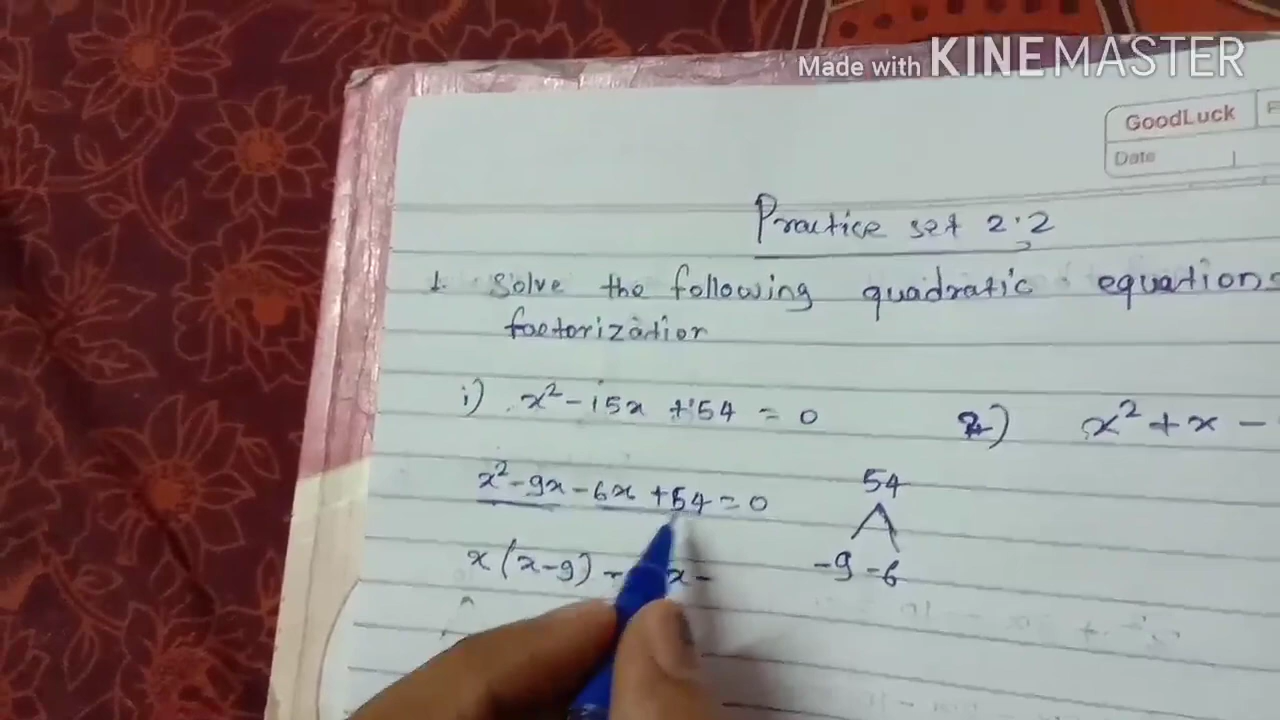 Made with KINEMASTER
GoodLuck
Date
Practice set 2.2
1. Solve the following quadratic equations
factorization
i) x² - 15x + 54 = 0
2) x² + x -
x² - 9x - 6x + 54 = 0
54
x (x-9) - x -
-9 -6